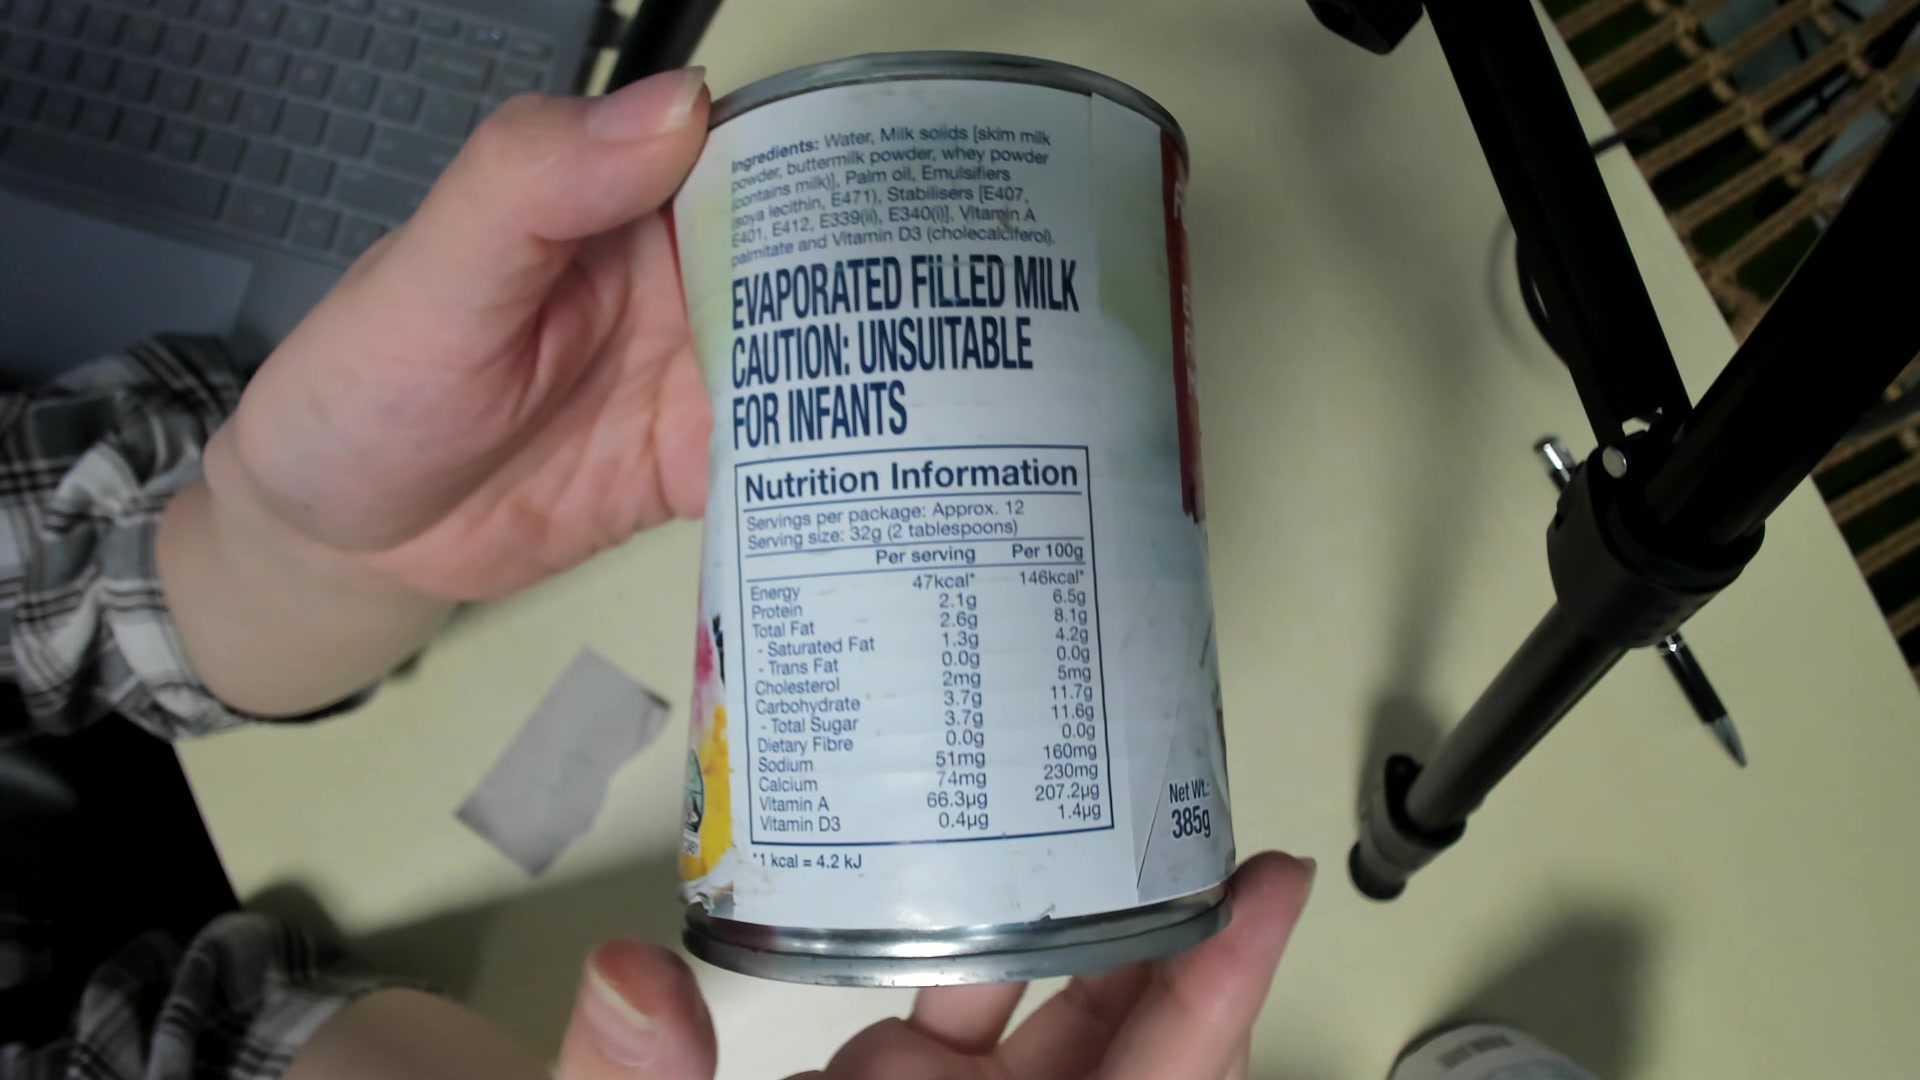 Ingredients: Water, Milk solids [skim milk
powder, buttermilk powder, whey powder
(contains milk)], Palm oil, Emulsifiers
(soya lecithin, E471), Stabilisers [E407,
E401, E412, E339(ii), E340(i)], Vitamin A
palmitate and Vitamin D3 (cholecalciferol).
EVAPORATED FILLED MILK
CAUTION: UNSUITABLE
FOR INFANTS
Nutrition Information
Servings per package: Approx. 12
Serving size: 32g (2 tablespoons)
Per serving Per 100g
Energy 47kcal* 146kcal*
Protein 2.1g 6.5g
Total Fat 2.6g 8.1g
- Saturated Fat 1.3g 4.2g
- Trans Fat 0.0g 0.0g
Cholesterol 2mg 5mg
Carbohydrate 3.7g 11.7g
- Total Sugar 3.7g 11.6g
Dietary Fibre 0.0g 0.0g
Sodium 51mg 160mg
Calcium 74mg 230mg
Vitamin A 66.3µg 207.2µg
Vitamin D3 0.4µg 1.4µg
*1 kcal = 4.2 kJ
Net Wt.:
385g